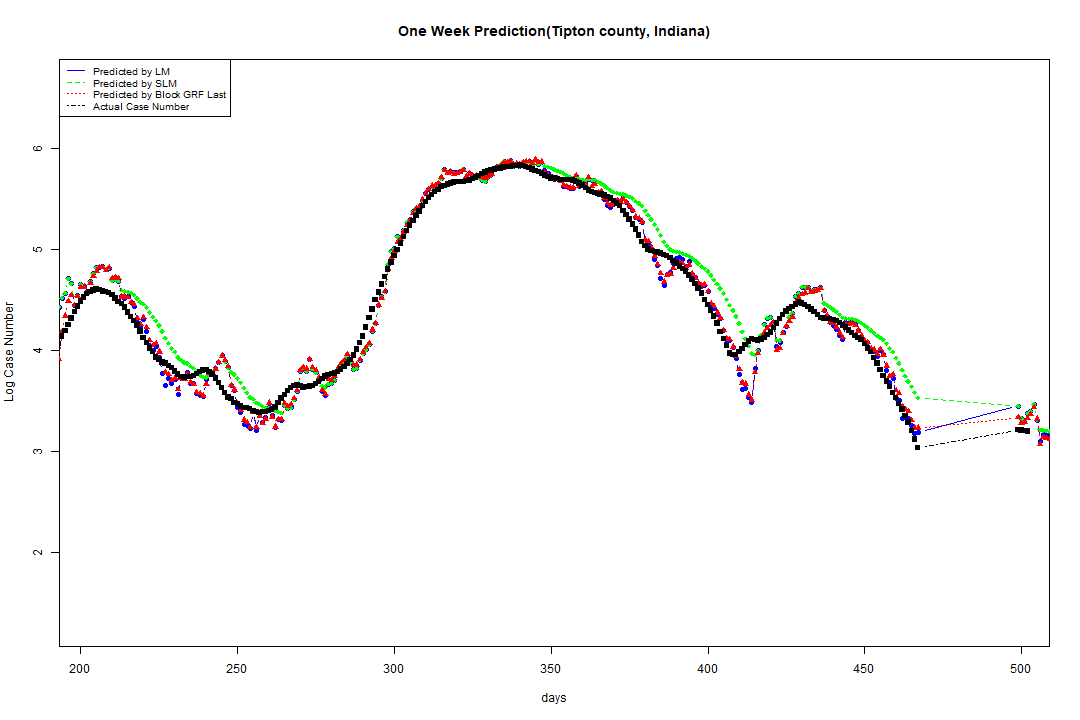 One Week Prediction(Tipton county, Indiana)
Predicted by LM
Predicted by SLM
Predicted by Block GRF Last
Actual Case Number
6
5
4
3
2
Log Case Number
200 250 300 350 400 450 500
days